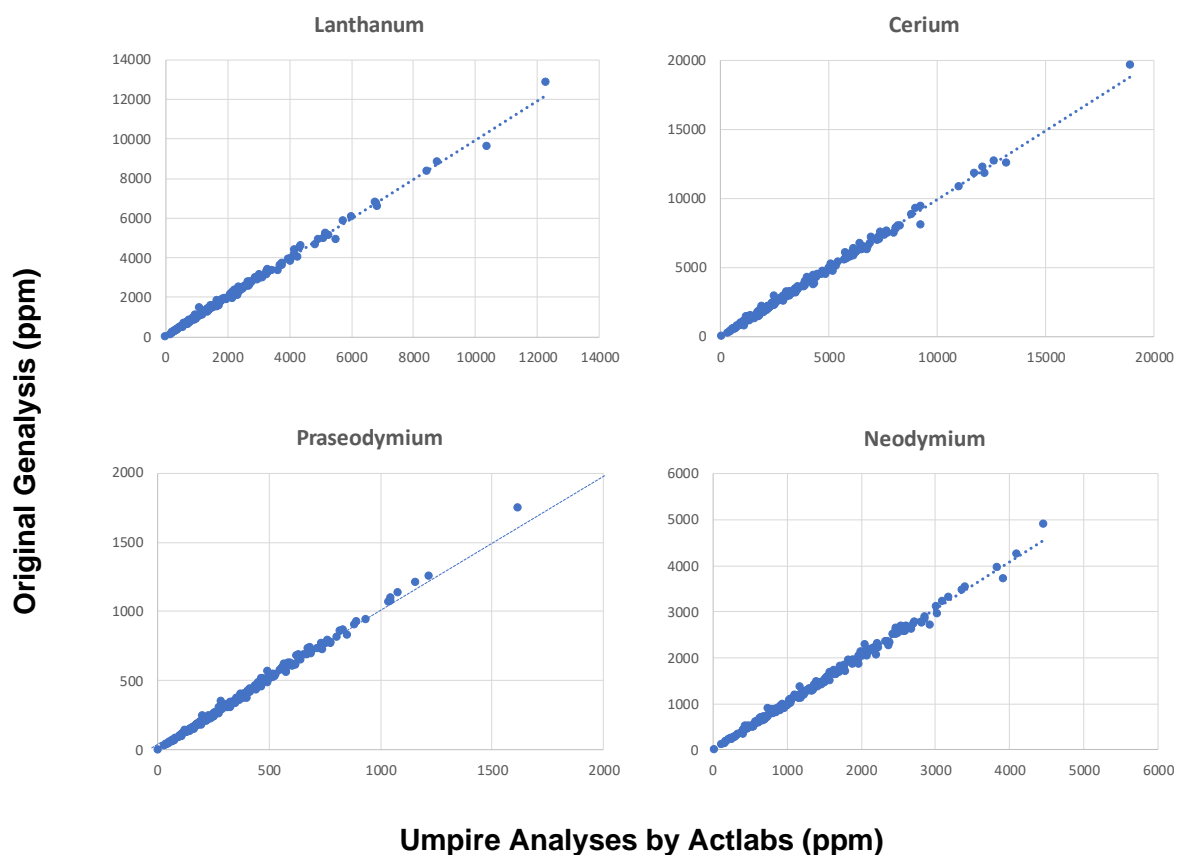 Lanthanum
14000
12000
10000
8000
6000
4000
2000
0
0 2000 4000 6000 8000 10000 12000 14000
Cerium
20000
15000
10000
5000
0
0 5000 10000 15000 20000
Praseodymium
2000
1500
1000
500
0
0 500 1000 1500 2000
Neodymium
6000
5000
4000
3000
2000
1000
0
0 1000 2000 3000 4000 5000 6000
Original Genalysis (ppm)
Umpire Analyses by Actlabs (ppm)